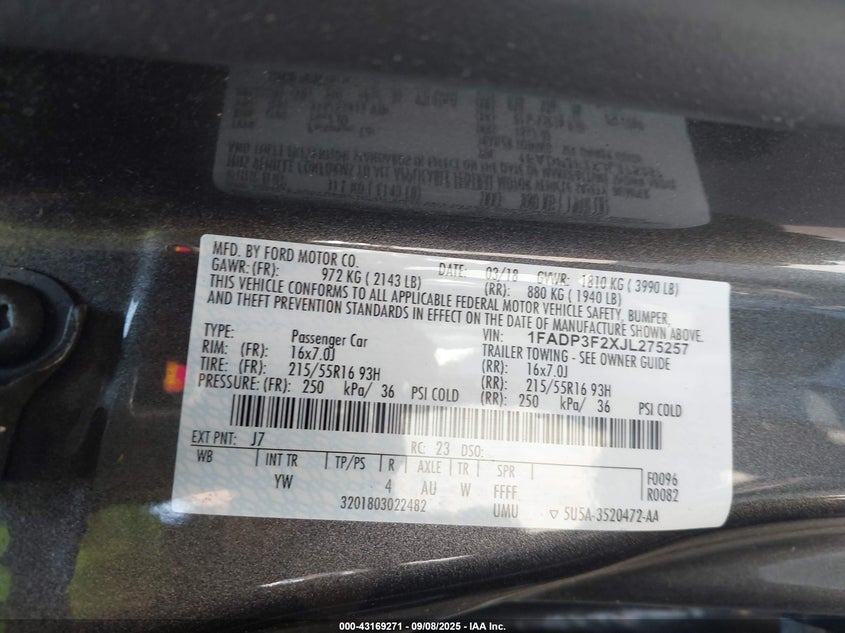 MFD. BY FORD MOTOR CO.
DATE: 03/18 GVWR: 1810 KG ( 3990 LB)
GAWR: (FR): 972 KG ( 2143 LB) (RR): 880 KG ( 1940 LB)
THIS VEHICLE CONFORMS TO ALL APPLICABLE FEDERAL MOTOR VEHICLE SAFETY, BUMPER,
AND THEFT PREVENTION STANDARDS IN EFFECT ON THE DATE OF MANUFACTURE SHOWN ABOVE.
VIN: 1FADP3F2XJL275257
TYPE: Passenger Car TRAILER TOWING - SEE OWNER GUIDE
RIM: (FR): 16x7.0J (RR): 16x7.0J
TIRE: (FR): 215/55R16 93H (RR): 215/55R16 93H
PRESSURE: (FR): 250 kPa/ 36 PSI COLD (RR): 250 kPa/ 36 PSI COLD
EXT PNT: J7 RC: 23 DSO:
WB INT TR TP/PS R AXLE TR SPR F0096
YW 4 AU W FFFF R0082
3201803022482 UMU ▽ 5U5A-3520472-AA
000-43169271 - 09/08/2025 - IAA Inc.